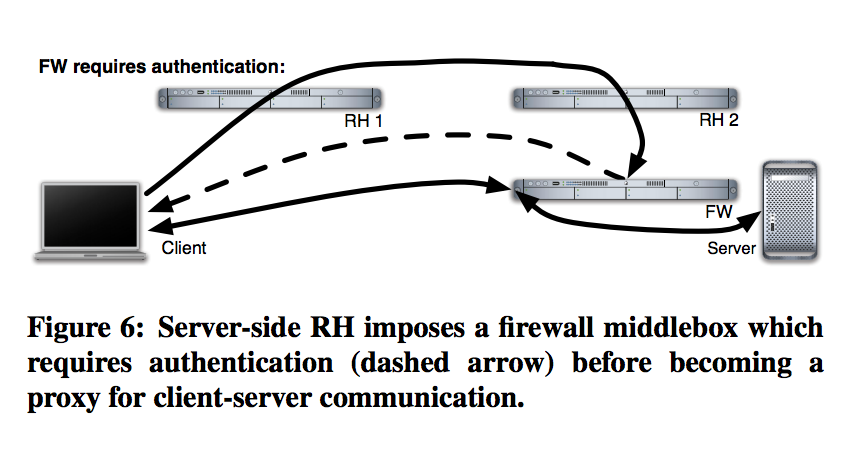 FW requires authentication:
RH 1
RH 2
FW
Client
Server
Figure 6: Server-side RH imposes a firewall middlebox which
requires authentication (dashed arrow) before becoming a
proxy for client-server communication.